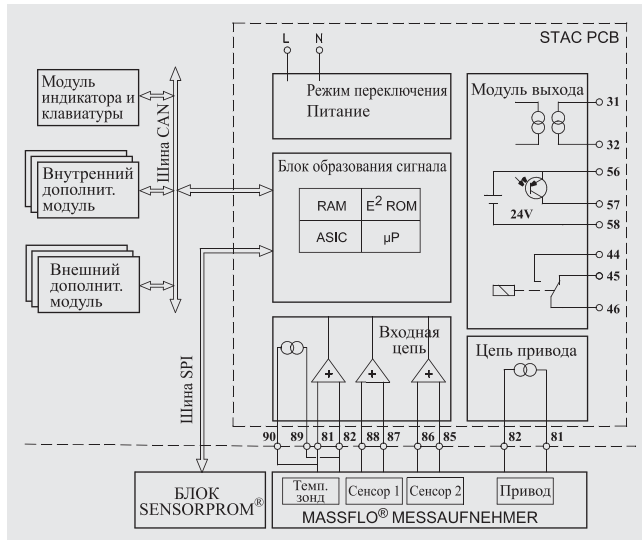 L N
STAC PCB
Модуль
индикатора и
клавиатуры
Шина CAN
Режим переключения
Питание
Модуль выхода
31
32
56
57
24V
58
44
45
46
Внутренний
дополнит.
модуль
Блок образования сигнала
RAM E² ROM
ASIC µP
Внешний
дополнит.
модуль
Шина SPI
Входная
цепь
Цепь привода
90 89 81 82 88 87 86 85 82 81
БЛОК
SENSORPROM®
Темп.
зонд
Сенсор 1
Сенсор 2
Привод
MASSFLO® MESSAUFNEHMER